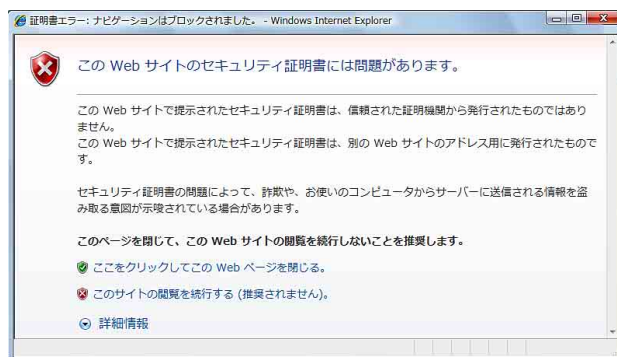 証明書エラー: ナビゲーションはブロックされました。 - Windows Internet Explorer
この Web サイトのセキュリティ証明書には問題があります。
この Web サイトで提示されたセキュリティ証明書は、信頼された証明機関から発行されたものではあり
ません。
この Web サイトで提示されたセキュリティ証明書は、別の Web サイトのアドレス用に発行されたもので
す。
セキュリティ証明書の問題によって、詐欺や、お使いのコンピュータからサーバーに送信される情報を盗
み取る意図が示唆されている場合があります。
このページを閉じて、この Web サイトの閲覧を続行しないことを推奨します。
ここをクリックしてこの Web ページを閉じる。
このサイトの閲覧を続行する (推奨されません)。
詳細情報